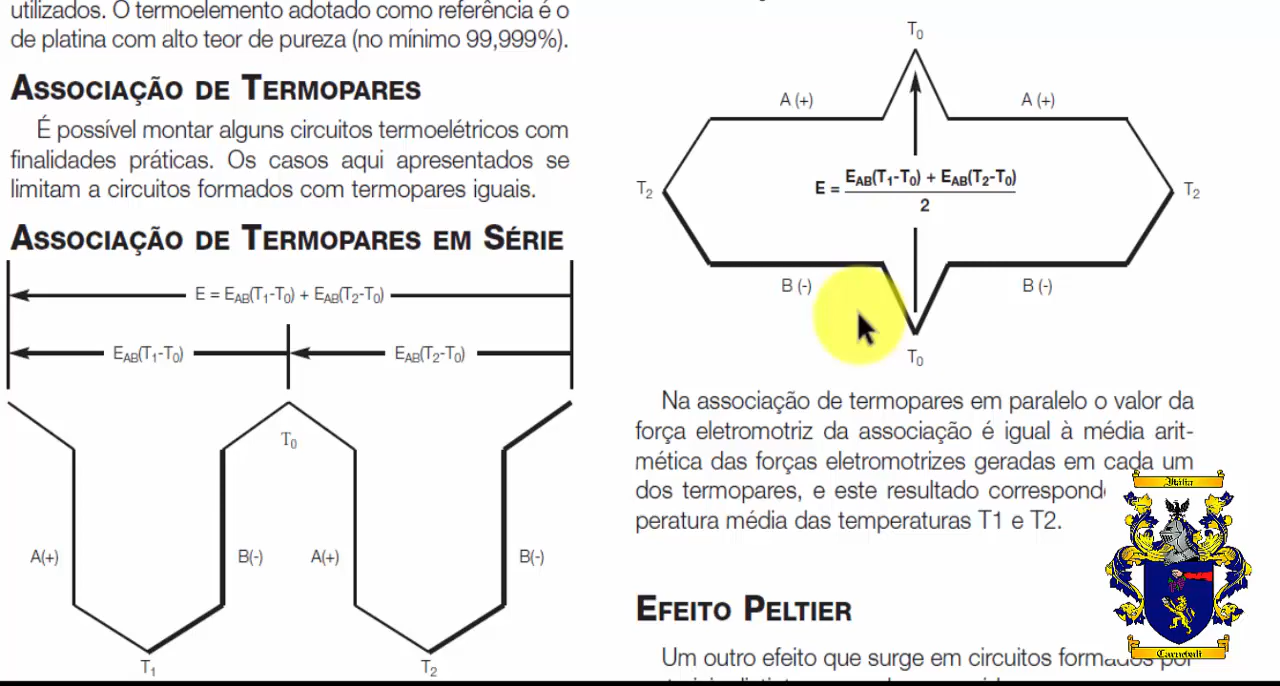 utilizados. O termoelemento adotado como referência é o
de platina com alto teor de pureza (no mínimo 99,999%).
ASSOCIAÇÃO DE TERMOPARES
É possível montar alguns circuitos termoelétricos com
finalidades práticas. Os casos aqui apresentados se
limitam a circuitos formados com termopares iguais.
ASSOCIAÇÃO DE TERMOPARES EM SÉRIE
E = EAB(T1-T0) + EAB(T2-T0)
EAB(T1-T0)
EAB(T2-T0)
T0
A(+)
B(-)
A(+)
B(-)
T1
T2
T0
A (+)
A (+)
T2
E = EAB(T1-T0) + EAB(T2-T0)
2
T2
B (-)
B (-)
T0
Na associação de termopares em paralelo o valor da
força eletromotriz da associação é igual à média arit-
mética das forças eletromotrizes geradas em cada um
dos termopares, e este resultado
peratura média das temperaturas T1 e T2.
EFEITO PELTIER
Um outro efeito que surge em circuitos
Itália
Carnevali